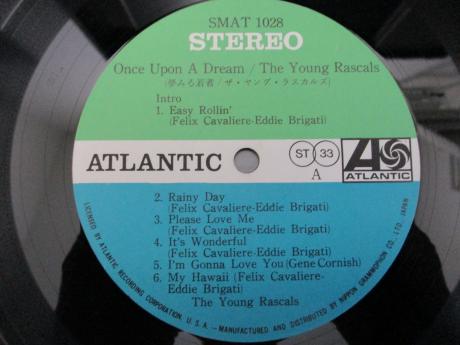 SMAT 1028
STEREO
Once Upon A Dream / The Young Rascals
(夢みる若者 / ザ・ヤング・ラスカルズ)
Intro
1. Easy Rollin'
(Felix Cavaliere-Eddie Brigati)
ATLANTIC
ST 33
A
ATLANTIC
2. Rainy Day
(Felix Cavaliere-Eddie Brigati)
3. Please Love Me
(Felix Cavaliere-Eddie Brigati)
4. It's Wonderful
(Felix Cavaliere-Eddie Brigati)
5. I'm Gonna Love You (Gene Cornish)
6. My Hawaii (Felix Cavaliere-
Eddie Brigati)
The Young Rascals
LICENSED BY ATLANTIC RECORDING CORPORATION U.S.A.-MANUFACTURED AND DISTRIBUTED BY NIPPON GRAMMOPHON CO. LTD. JAPAN